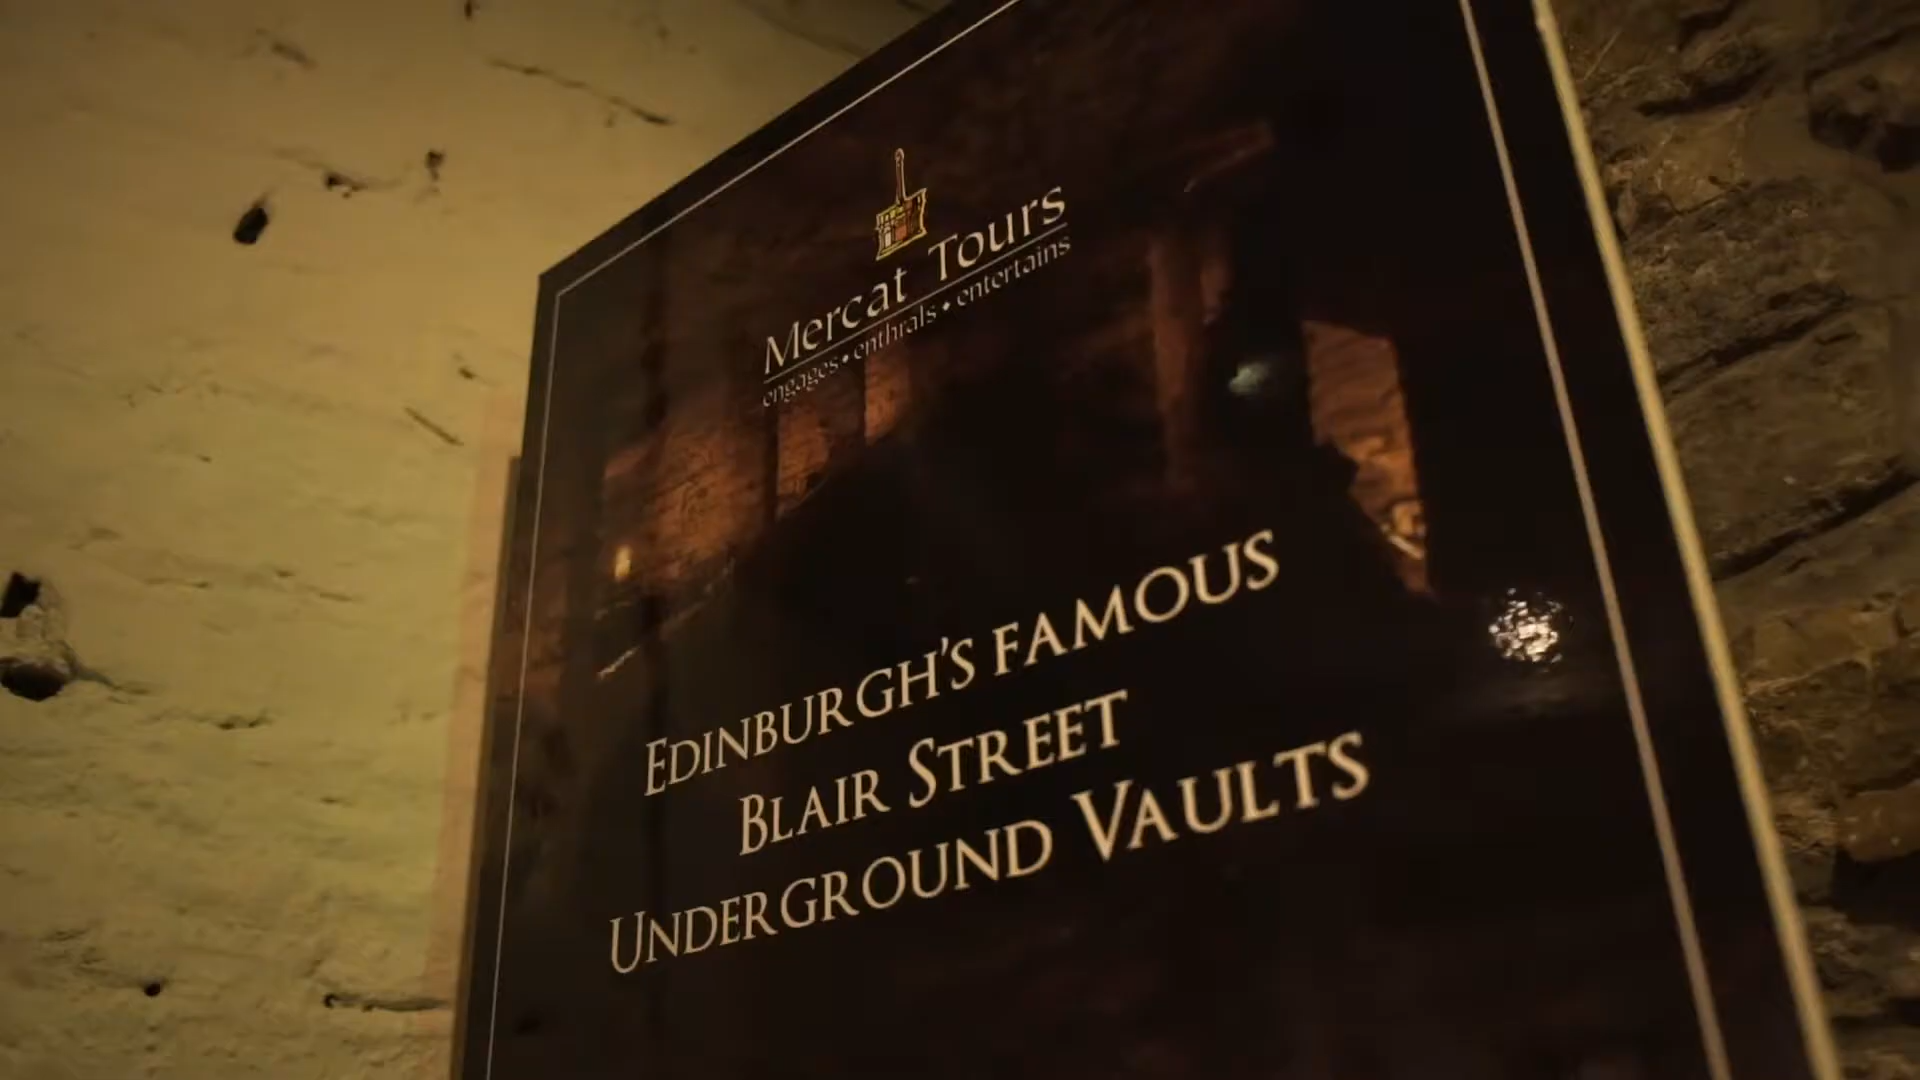 Mercat Tours
engages • enthrals • entertains
EDINBURGH'S FAMOUS
BLAIR STREET
UNDERGROUND VAULTS